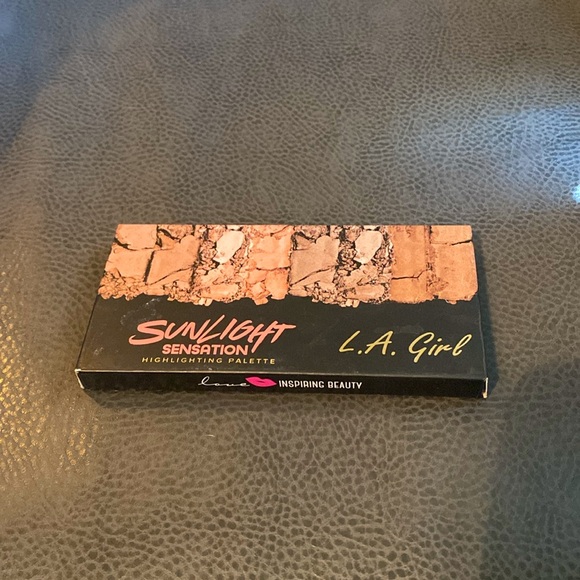 SUNLIGHT
SENSATION
HIGHLIGHTING PALETTE
L.A. Girl
love INSPIRING BEAUTY